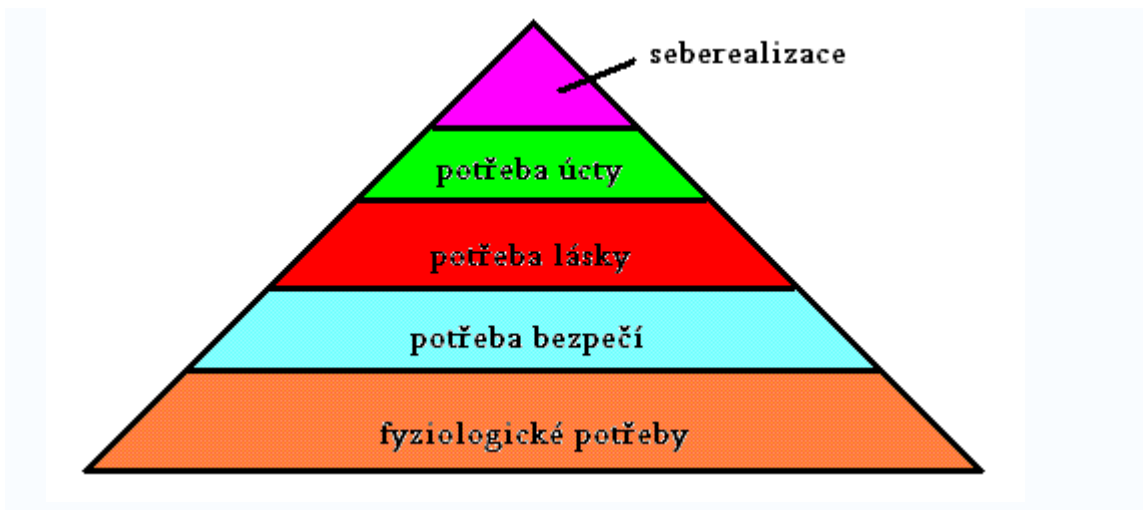 seberealizace
potřeba úcty
potřeba lásky
potřeba bezpečí
fyziologické potřeby